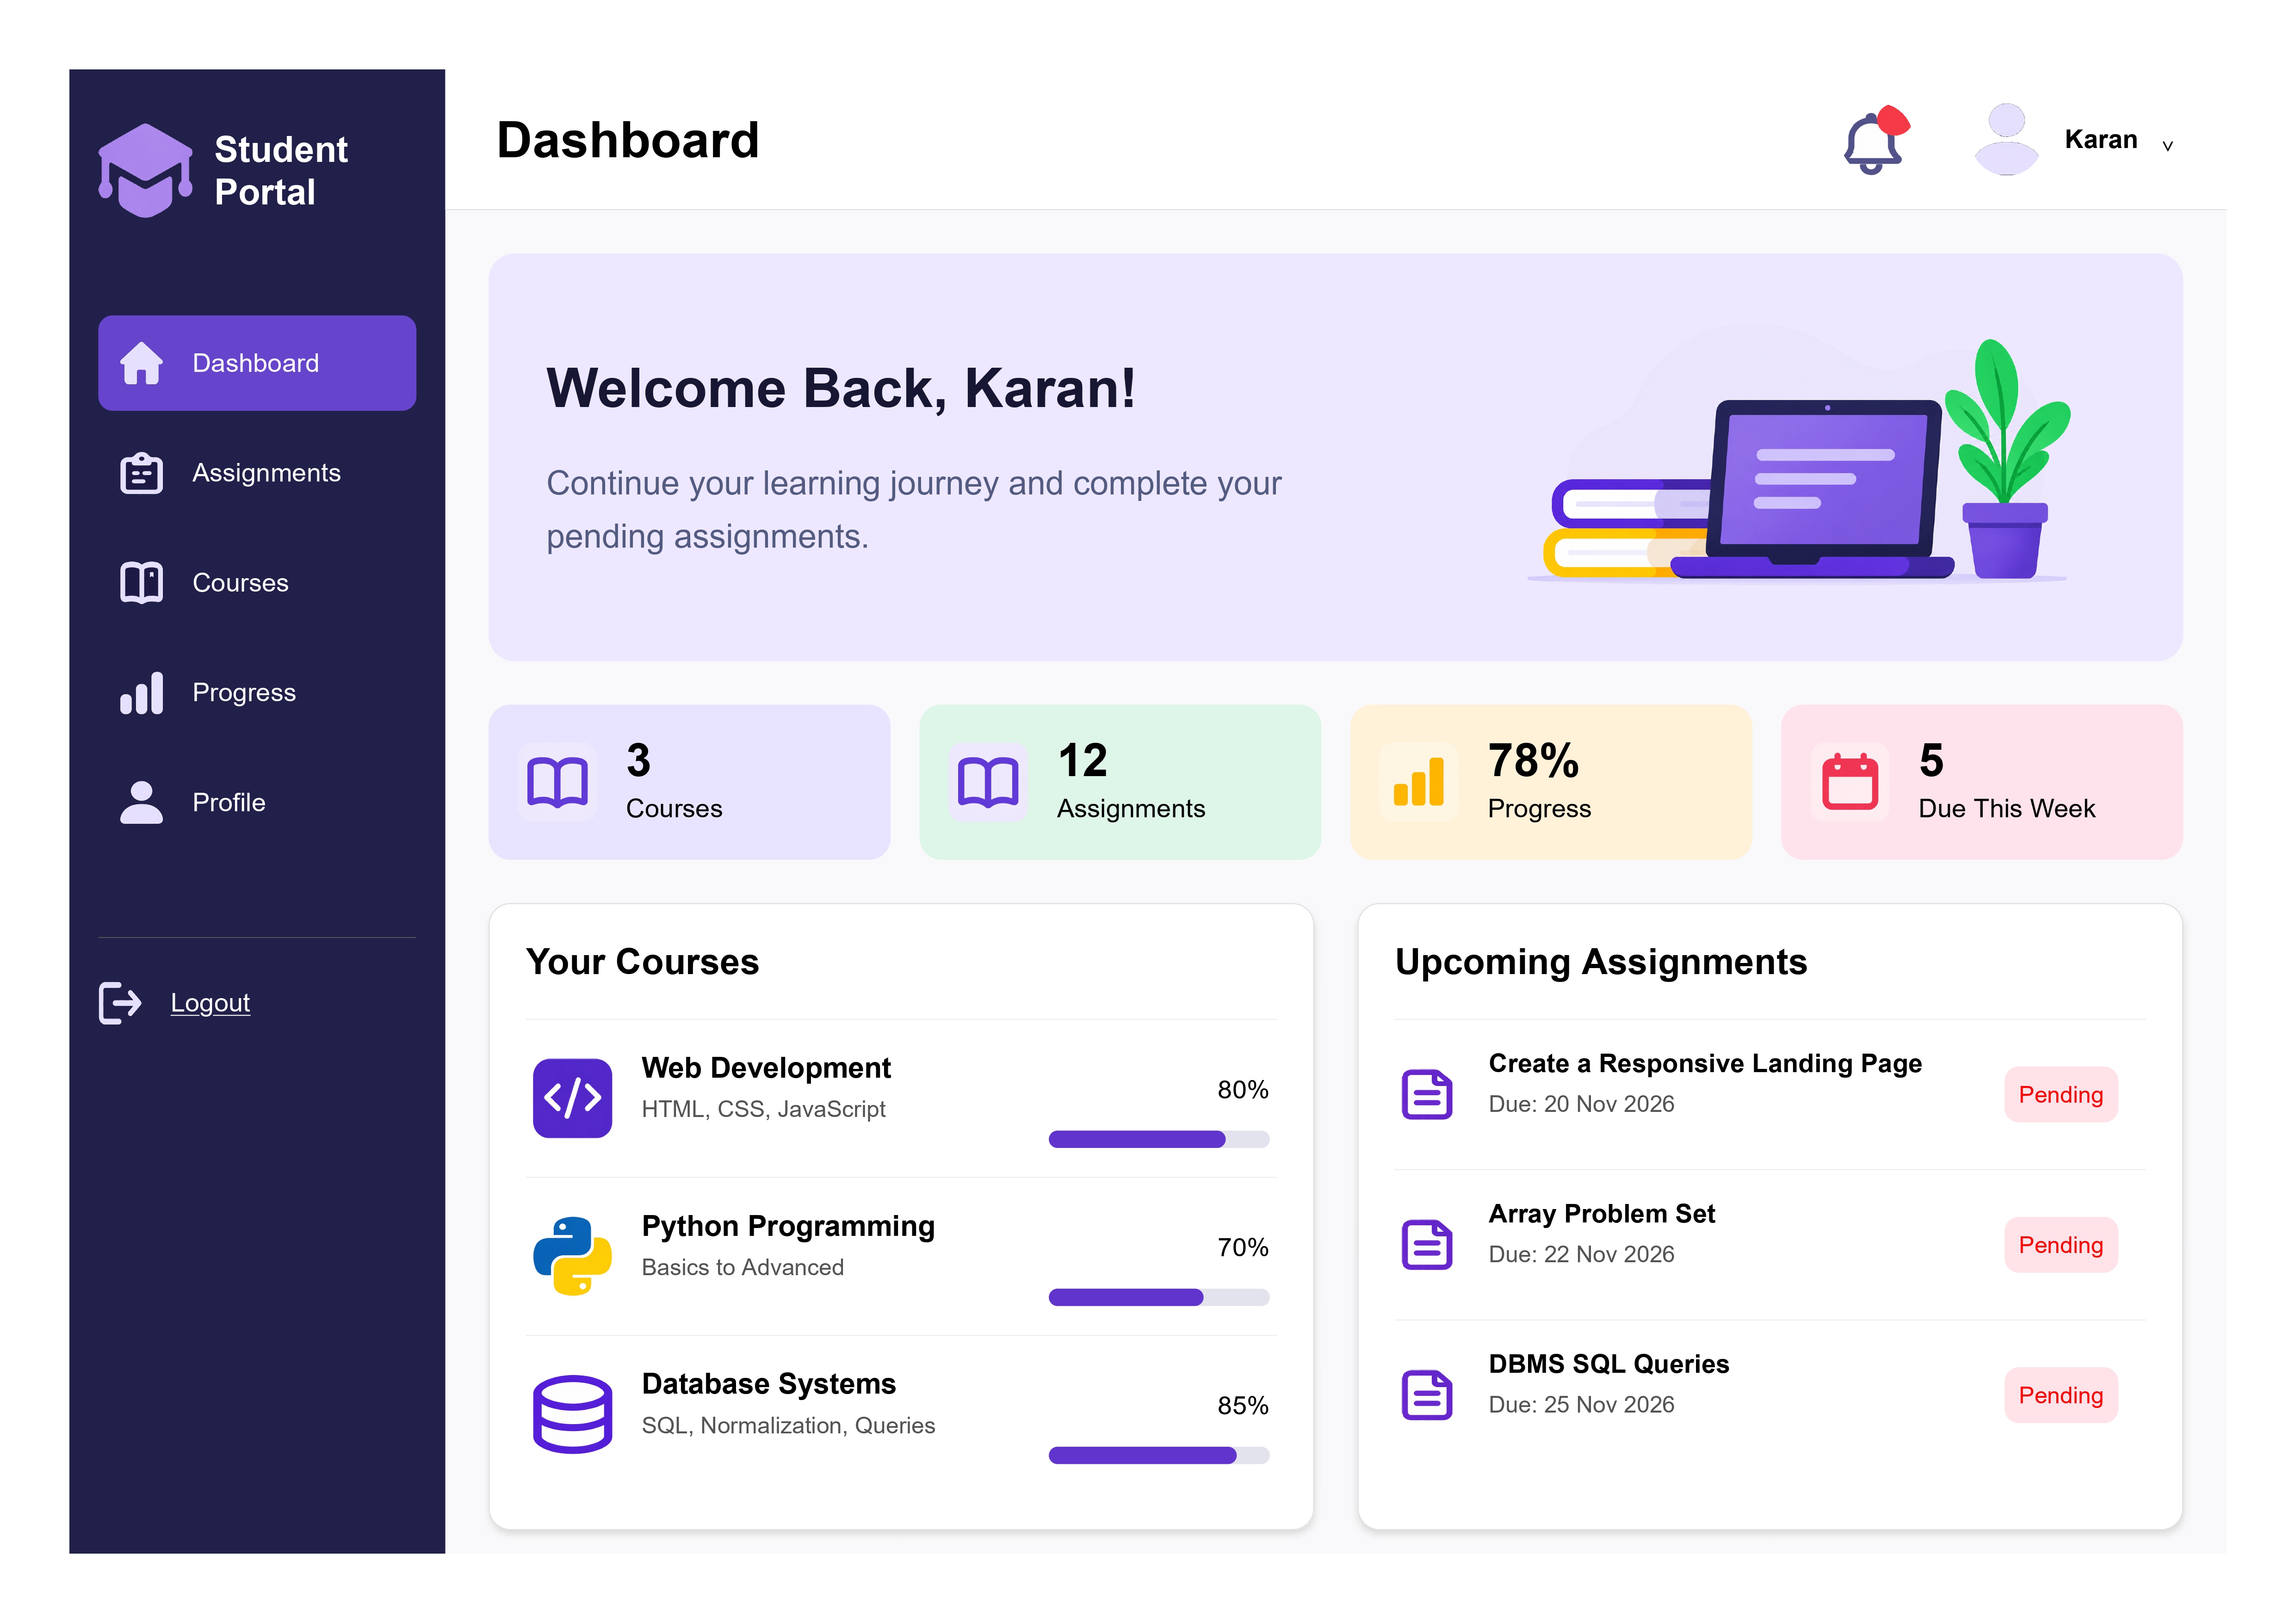 Student
Portal
Dashboard
Assignments
Courses
Progress
Profile
Logout
Dashboard
Karan
Welcome Back, Karan!
Continue your learning journey and complete your
pending assignments.
3
Courses
12
Assignments
78%
Progress
5
Due This Week
Your Courses
Web Development
HTML, CSS, JavaScript
80%
Python Programming
Basics to Advanced
70%
Database Systems
SQL, Normalization, Queries
85%
Upcoming Assignments
Create a Responsive Landing Page
Due: 20 Nov 2026
Pending
Array Problem Set
Due: 22 Nov 2026
Pending
DBMS SQL Queries
Due: 25 Nov 2026
Pending